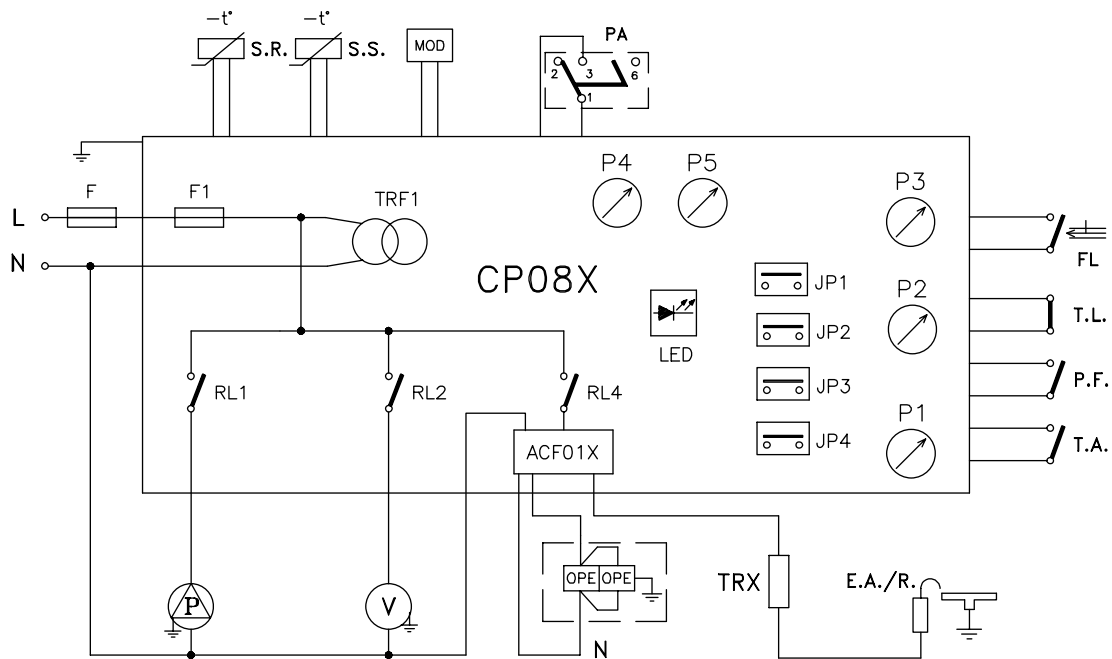 -t° -t° PA
S.R. S.S. MOD
2 3 6
1
P4 P5 P3
F F1 TRF1
L
N
FL
CP08X
JP1 P2
T.L.
JP2
LED
P.F.
RL1 RL2 RL4 JP3
P1
JP4 T.A.
ACF01X
OPE OPE TRX E.A./R.
P V
N